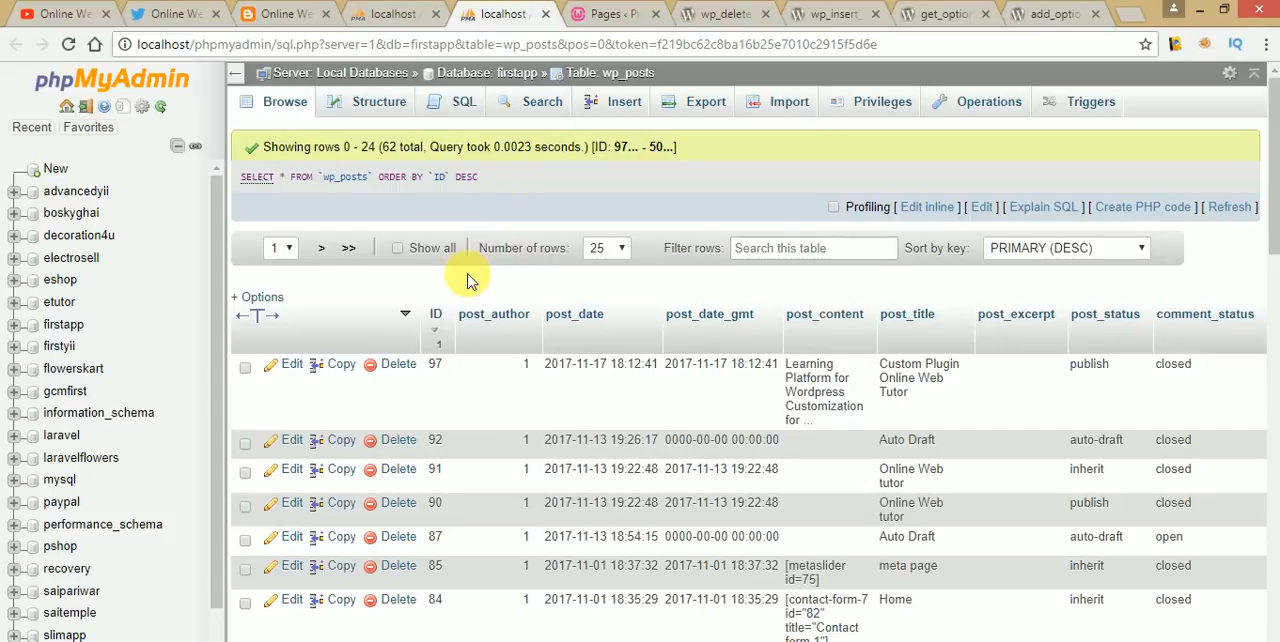 Online We
Online We
Online We
localhost
localhost
Pages ‹ P
wp_delete
wp_insert_
get_optio
add_optio
localhost/phpmyadmin/sql.php?server=1&db=firstapp&table=wp_posts&pos=0&token=f219bc62c8ba16b25e7010c2915f5d6e
IQ
phpMyAdmin
Recent Favorites
New
advancedyii
boskyghai
decoration4u
electrosell
eshop
etutor
firstapp
firstyii
flowerskart
gcmfirst
information_schema
laravel
laravelflowers
mysql
paypal
performance_schema
pshop
recovery
saipariwar
saitemple
slimapp
Server: Local Databases » Database: firstapp » Table: wp_posts
Browse Structure SQL Search Insert Export Import Privileges Operations Triggers
Showing rows 0 - 24 (62 total, Query took 0.0023 seconds.) [ID: 97... - 50...]
SELECT * FROM `wp_posts` ORDER BY `ID` DESC
Profiling [ Edit inline ] [ Edit ] [ Explain SQL ] [ Create PHP code ] [ Refresh ]
1 > >> Show all Number of rows: 25 Filter rows: Search this table Sort by key: PRIMARY (DESC)
+ Options
←T→ ID post_author post_date post_date_gmt post_content post_title post_excerpt post_status comment_status
1
Edit Copy Delete 97 1 2017-11-17 18:12:41 2017-11-17 18:12:41 Learning Custom Plugin publish closed
Platform for Online Web
Wordpress Tutor
Customization
for ...
Edit Copy Delete 92 1 2017-11-13 19:26:17 0000-00-00 00:00:00 Auto Draft auto-draft closed
Edit Copy Delete 91 1 2017-11-13 19:22:48 2017-11-13 19:22:48 Online Web inherit closed
tutor
Edit Copy Delete 90 1 2017-11-13 19:22:48 2017-11-13 19:22:48 Online Web publish closed
tutor
Edit Copy Delete 87 1 2017-11-13 18:54:15 0000-00-00 00:00:00 Auto Draft auto-draft open
Edit Copy Delete 85 1 2017-11-01 18:37:32 2017-11-01 18:37:32 [metaslider meta page inherit closed
id=75]
Edit Copy Delete 84 1 2017-11-01 18:35:29 2017-11-01 18:35:29 [contact-form-7 Home inherit closed
id="82"
title="Contact
form 1"]